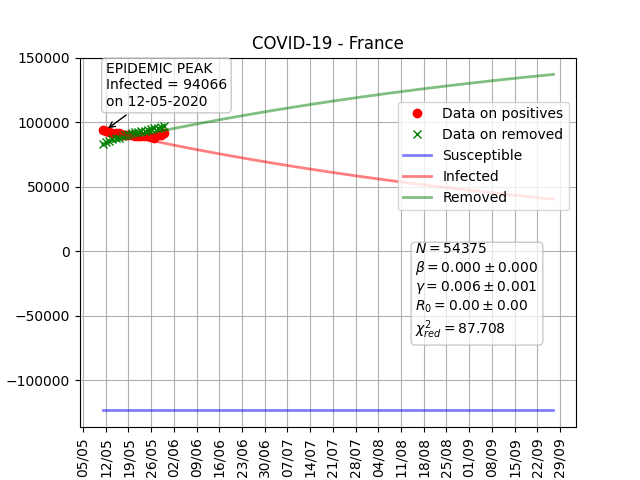 COVID-19 - France
EPIDEMIC PEAK
Infected = 94066
on 12-05-2020
150000
100000
50000
0
−50000
−100000
Data on positives
Data on removed
Susceptible
Infected
Removed
N = 54375
β = 0.000 ± 0.000
γ = 0.006 ± 0.001
R₀ = 0.00 ± 0.00
χ²_red = 87.708
05/05
12/05
19/05
26/05
02/06
09/06
16/06
23/06
30/06
07/07
14/07
21/07
28/07
04/08
11/08
18/08
25/08
01/09
08/09
15/09
22/09
29/09